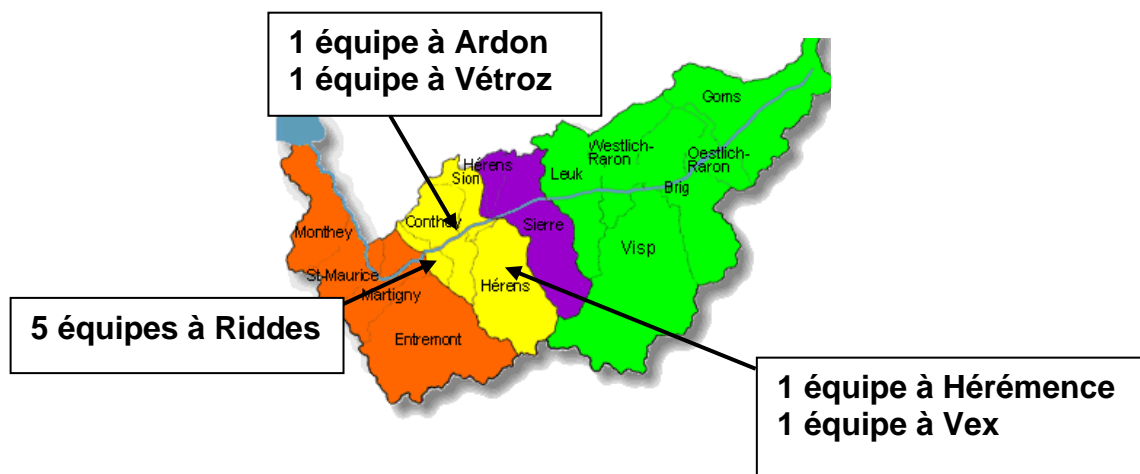 1 équipe à Ardon
1 équipe à Vétroz
Goms
Westlich-
Raron
Oestlich-
Raron
Hérens
Sion
Leuk
Brig
Conthey
Sierre
Monthey
Visp
St-Maurice
Hérens
Martigny
5 équipes à Riddes
Entremont
1 équipe à Hérémence
1 équipe à Vex